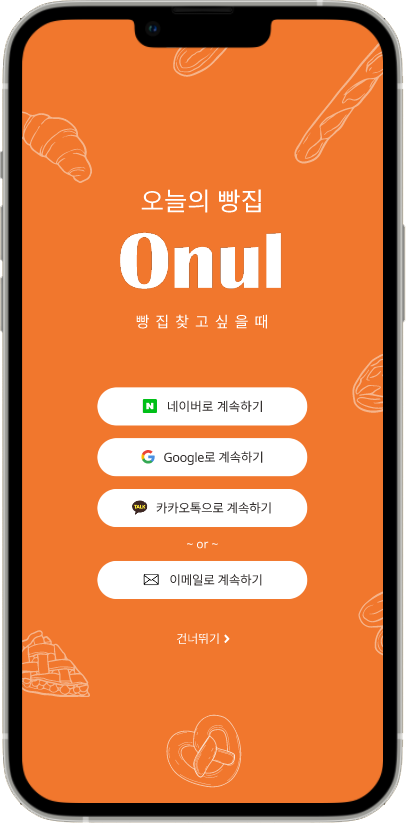 오늘의 빵집
Onul
빵집찾고싶을때
N 네이버로 계속하기
G Google로 계속하기
TALK 카카오톡으로 계속하기
~ or ~
이메일로 계속하기
건너뛰기 >